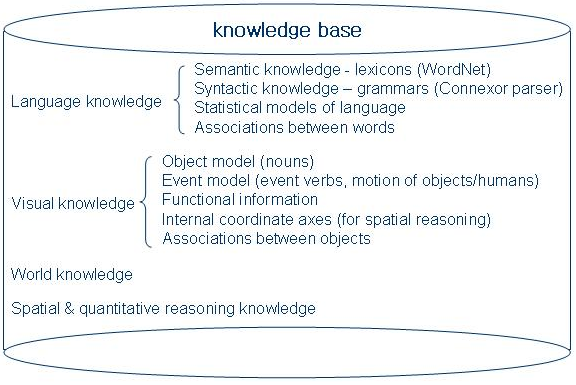 knowledge base
Language knowledge
Semantic knowledge - lexicons (WordNet)
Syntactic knowledge – grammars (Connexor parser)
Statistical models of language
Associations between words
Visual knowledge
Object model (nouns)
Event model (event verbs, motion of objects/humans)
Functional information
Internal coordinate axes (for spatial reasoning)
Associations between objects
World knowledge
Spatial & quantitative reasoning knowledge